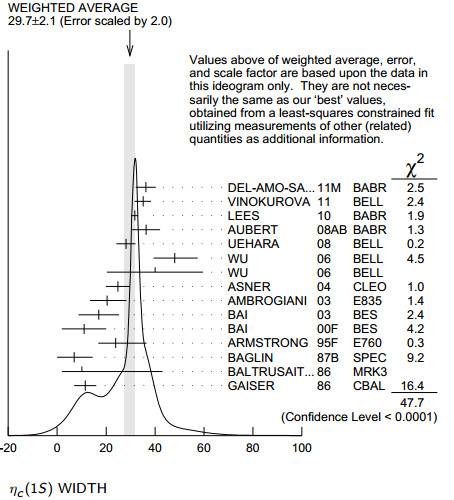 WEIGHTED AVERAGE
29.7±2.1 (Error scaled by 2.0)
Values above of weighted average, error,
and scale factor are based upon the data in
this ideogram only. They are not neces-
sarily the same as our 'best' values,
obtained from a least-squares constrained fit
utilizing measurements of other (related)
quantities as additional information.
χ2
DEL-AMO-SA... 11M BABR 2.5
VINOKUROVA 11 BELL 2.4
LEES 10 BABR 1.9
AUBERT 08AB BABR 1.3
UEHARA 08 BELL 0.2
WU 06 BELL 4.5
WU 06 BELL
ASNER 04 CLEO 1.0
AMBROGIANI 03 E835 1.4
BAI 03 BES 2.4
BAI 00F BES 4.2
ARMSTRONG 95F E760 0.3
BAGLIN 87B SPEC 9.2
BALTRUSAIT... 86 MRK3
GAISER 86 CBAL 16.4
47.7
(Confidence Level < 0.0001)
-20 0 20 40 60 80 100
ηc(1S) WIDTH